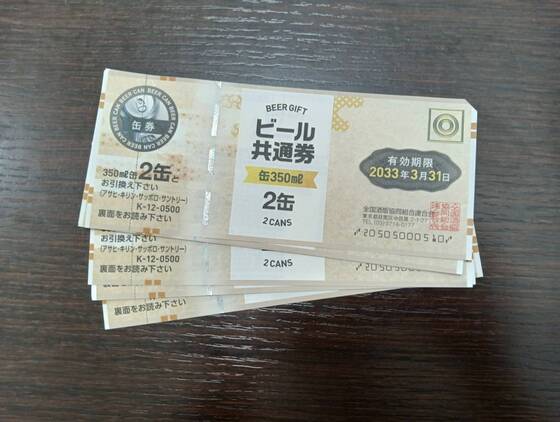 BEER CAN BEER CAN BEER CAN BEER CAN
缶券
350mℓ缶2缶と
お引換え下さい
(アサヒ・キリン・サッポロ・サントリー)
K-12-0500
裏面をお読み下さい
BEER GIFT
ビール
共通券
缶350mℓ
2缶
2 CANS
有効期限
2033年3月31日
全国酒販協同組合連合会
20505000510
お引換え下さい
(アサヒ・キリン・サッポロ・サントリー)
K-12-0500
裏面をお読み下さい
2 CANS
裏面をお読み下さい